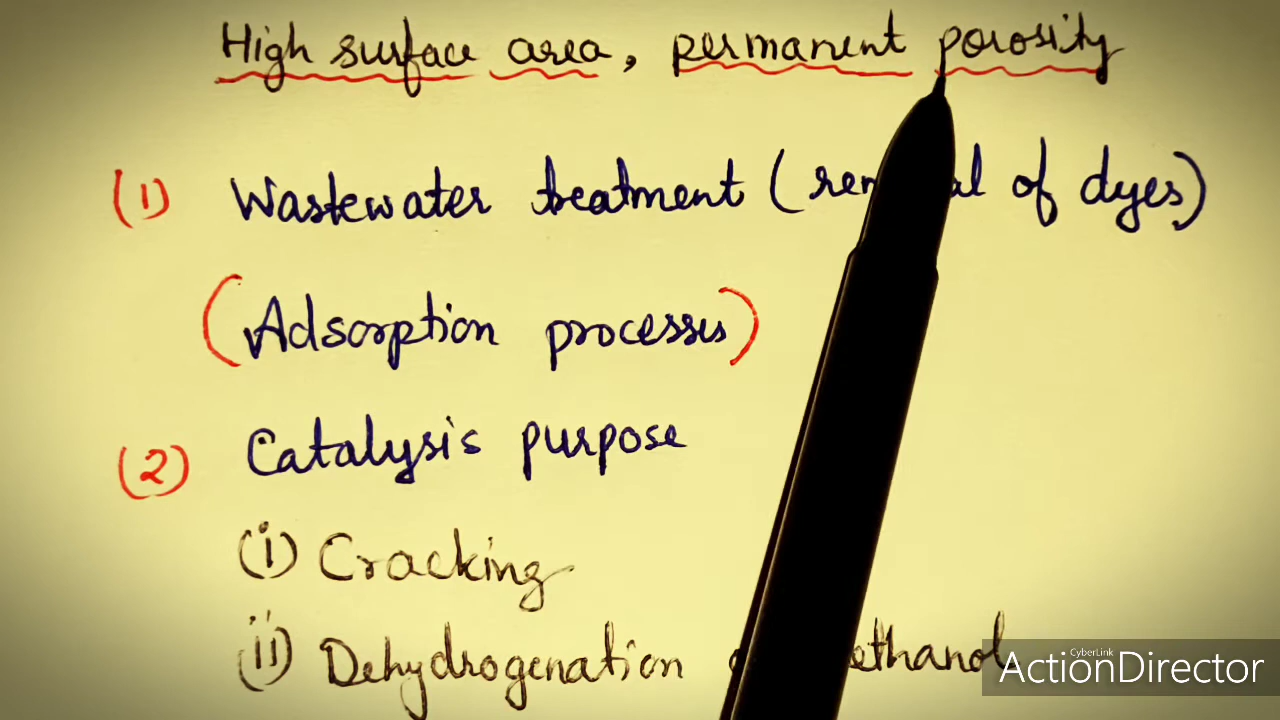 High surface area, permanent porosity
(1) Wastewater treatment (removal of dyes)
(Adsorption processes)
(2) Catalysis purpose
(i) Cracking
(ii) Dehydrogenation ethanol
CyberLink
ActionDirector